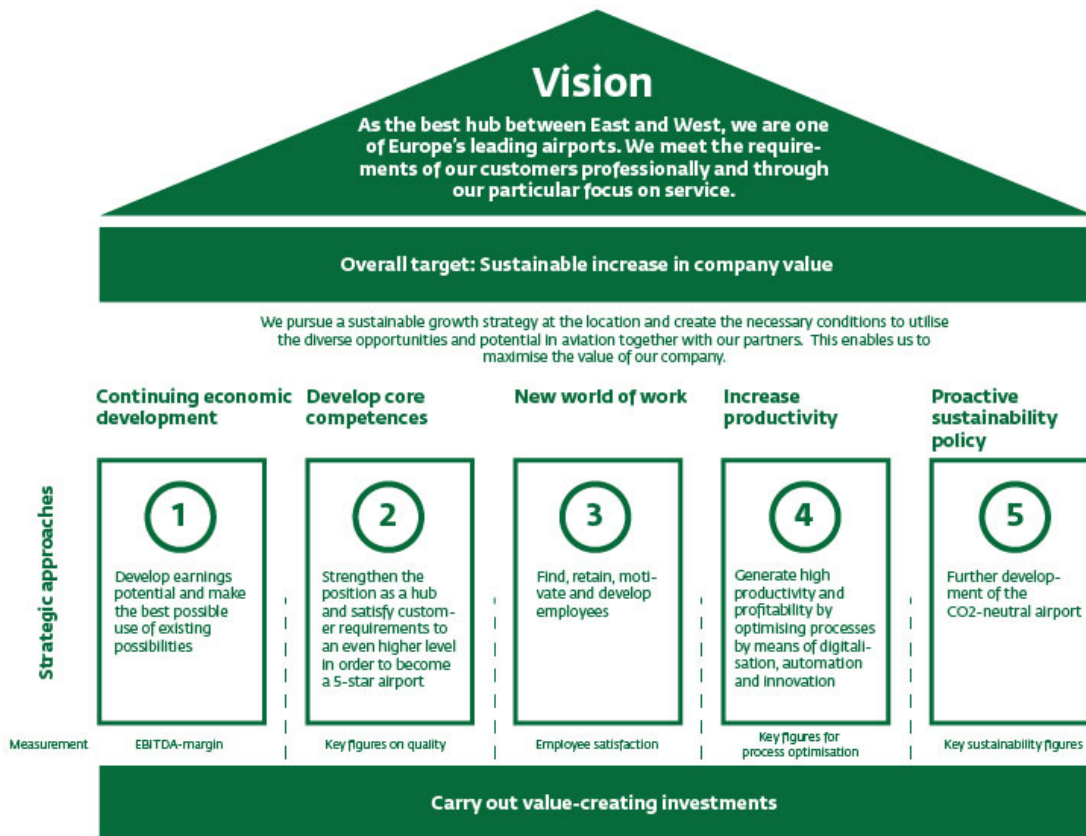 Vision
As the best hub between East and West, we are one
of Europe's leading airports. We meet the require-
ments of our customers professionally and through
our particular focus on service.
Overall target: Sustainable increase in company value
We pursue a sustainable growth strategy at the location and create the necessary conditions to utilise
the diverse opportunities and potential in aviation together with our partners. This enables us to
maximise the value of our company.
Strategic approaches
Continuing economic
development
1
Develop earnings
potential and make
the best possible
use of existing
possibilities
Develop core
competences
2
Strengthen the
position as a hub
and satisfy custom-
er requirements to
an even higher level
in order to become
a 5-star airport
New world of work
3
Find, retain, moti-
vate and develop
employees
Increase
productivity
4
Generate high
productivity and
profitability by
optimising processes
by means of digitali-
sation, automation
and innovation
Proactive
sustainability
policy
5
Further develop-
ment of the
CO2-neutral airport
Measurement
EBITDA-margin
Key figures on quality
Employee satisfaction
Key figures for
process optimisation
Key sustainability figures
Carry out value-creating investments